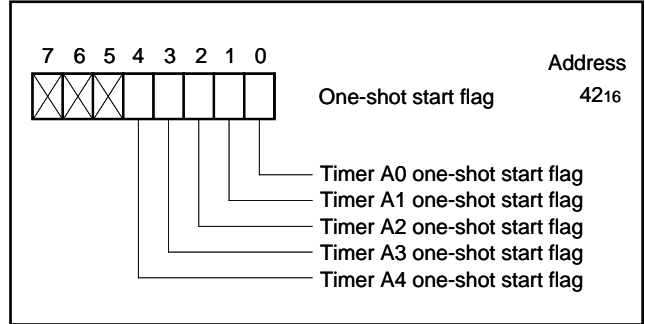 7 6 5 4 3 2 1 0
Address
One-shot start flag 4216
Timer A0 one-shot start flag
Timer A1 one-shot start flag
Timer A2 one-shot start flag
Timer A3 one-shot start flag
Timer A4 one-shot start flag